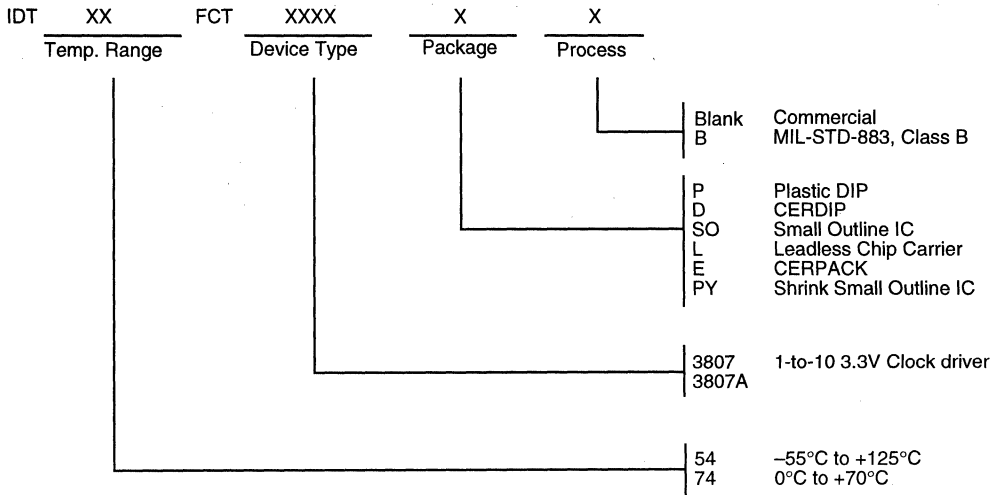 IDT XX FCT XXXX X X
Temp. Range Device Type Package Process
Blank Commercial
B MIL-STD-883, Class B
P Plastic DIP
D CERDIP
SO Small Outline IC
L Leadless Chip Carrier
E CERPACK
PY Shrink Small Outline IC
3807 1-to-10 3.3V Clock driver
3807A
54 –55°C to +125°C
74 0°C to +70°C